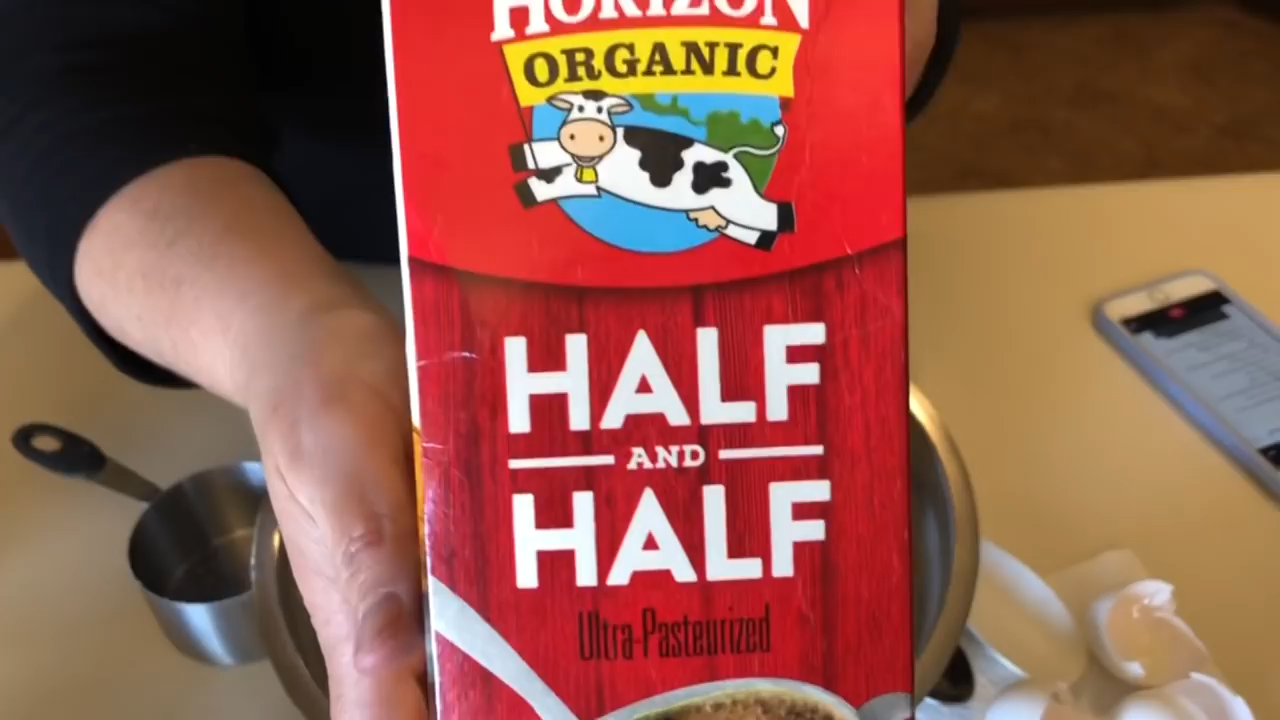 HORIZON
ORGANIC
HALF
AND
HALF
Ultra-Pasteurized